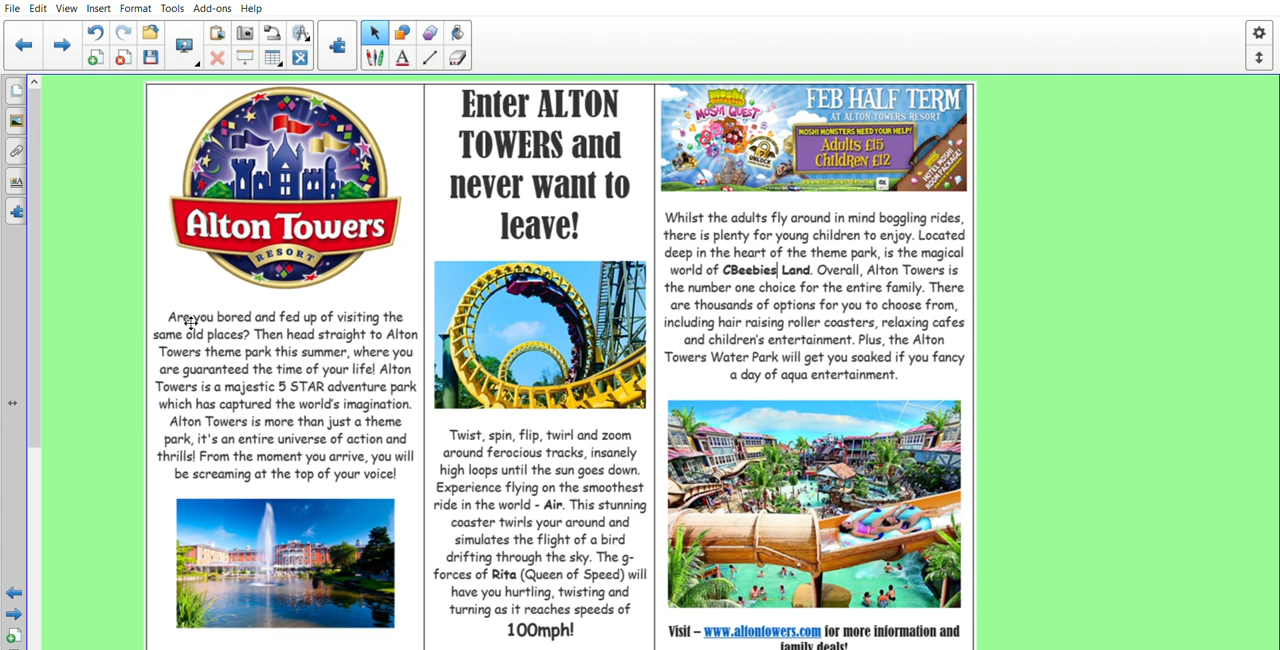 File Edit View Insert Format Tools Add-ons Help
Alton Towers
RESORT
Are you bored and fed up of visiting the
same old places? Then head straight to Alton
Towers theme park this summer, where you
are guaranteed the time of your life! Alton
Towers is a majestic 5 STAR adventure park
which has captured the world's imagination.
Alton Towers is more than just a theme
park, it's an entire universe of action and
thrills! From the moment you arrive, you will
be screaming at the top of your voice!
Enter ALTON
TOWERS and
never want to
leave!
Twist, spin, flip, twirl and zoom
around ferocious tracks, insanely
high loops until the sun goes down.
Experience flying on the smoothest
ride in the world - Air. This stunning
coaster twirls your around and
simulates the flight of a bird
drifting through the sky. The g-
forces of Rita (Queen of Speed) will
have you hurtling, twisting and
turning as it reaches speeds of
100mph!
moshi
MOSHI QUEST
UNLOCK
FEB HALF TERM
AT ALTON TOWERS RESORT
MOSHI MONSTERS NEED YOUR HELP!
Adults £15
Children £12
HOTEL MOSHI
ROOM PACKAGE!
Whilst the adults fly around in mind boggling rides,
there is plenty for young children to enjoy. Located
deep in the heart of the theme park, is the magical
world of CBeebies Land. Overall, Alton Towers is
the number one choice for the entire family. There
are thousands of options for you to choose from,
including hair raising roller coasters, relaxing cafes
and children's entertainment. Plus, the Alton
Towers Water Park will get you soaked if you fancy
a day of aqua entertainment.
Visit – www.altontowers.com for more information and
family deals!